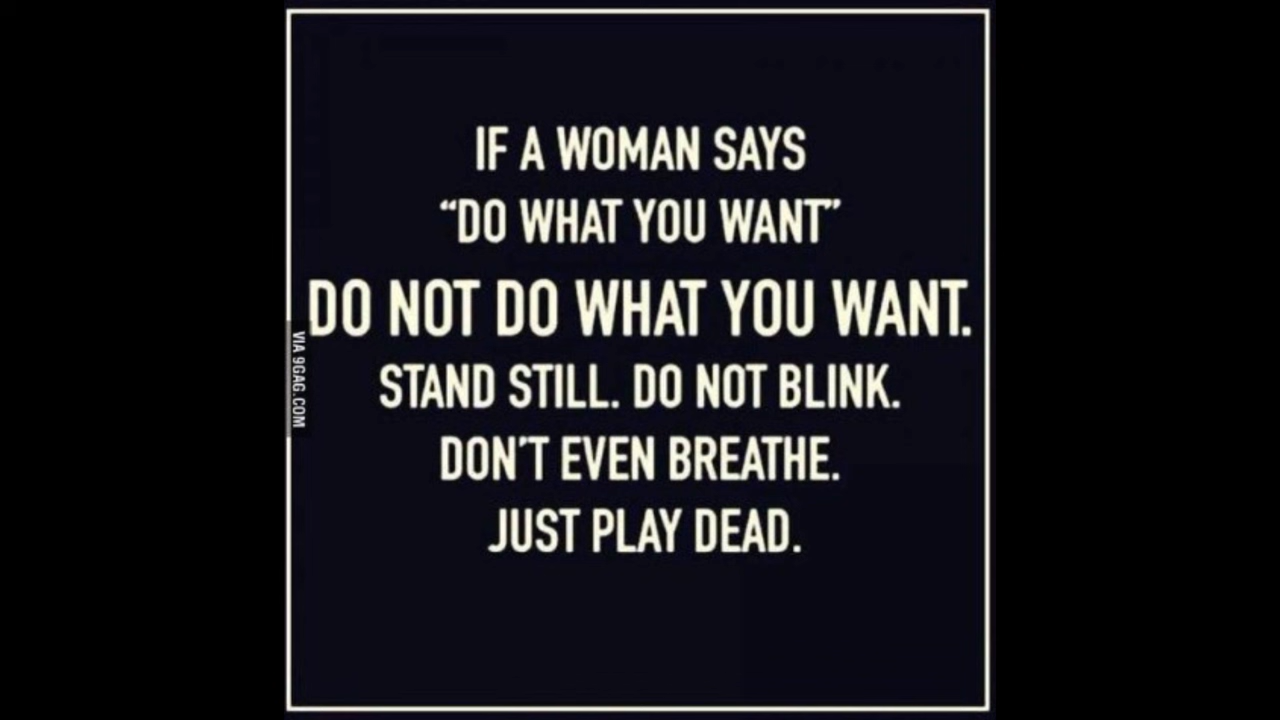 IF A WOMAN SAYS
“DO WHAT YOU WANT”
DO NOT DO WHAT YOU WANT.
STAND STILL. DO NOT BLINK.
DON'T EVEN BREATHE.
JUST PLAY DEAD.
VIA 9GAG.COM